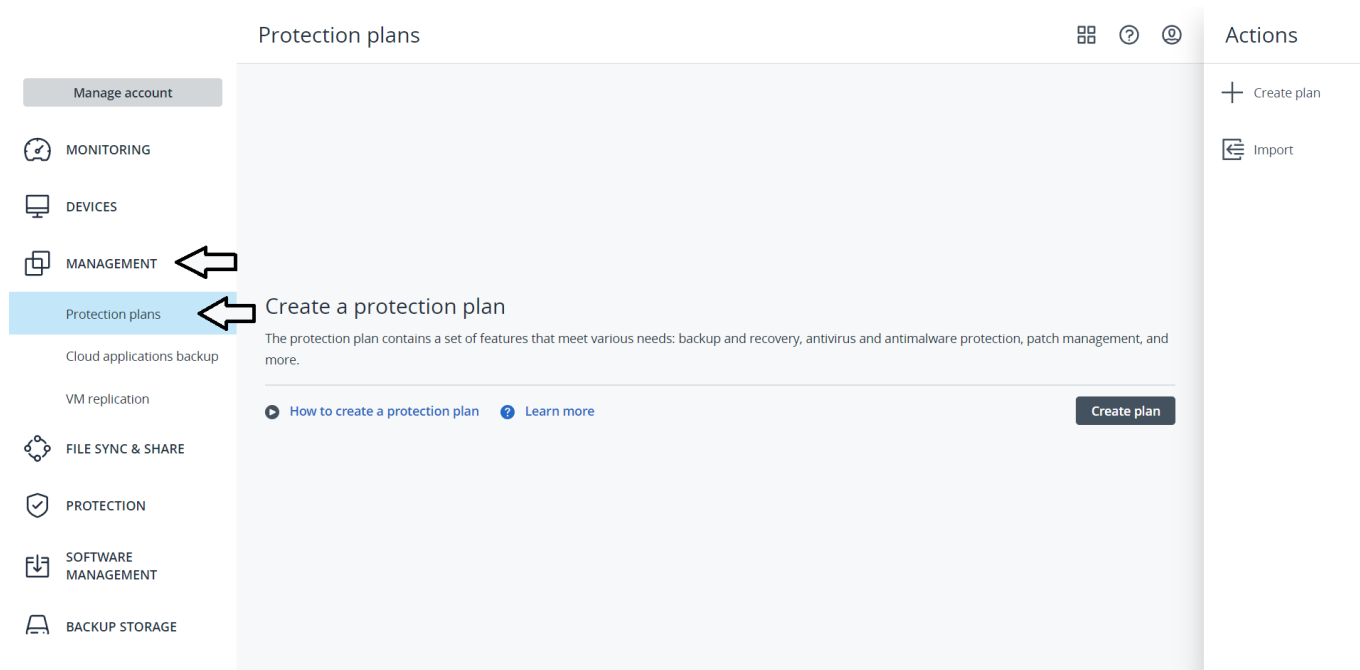 Protection plans
Actions
Manage account
MONITORING
DEVICES
MANAGEMENT
Protection plans
Cloud applications backup
VM replication
FILE SYNC & SHARE
PROTECTION
SOFTWARE
MANAGEMENT
BACKUP STORAGE
Create a protection plan
The protection plan contains a set of features that meet various needs: backup and recovery, antivirus and antimalware protection, patch management, and
more.
How to create a protection plan
? Learn more
Create plan
Create plan
Import